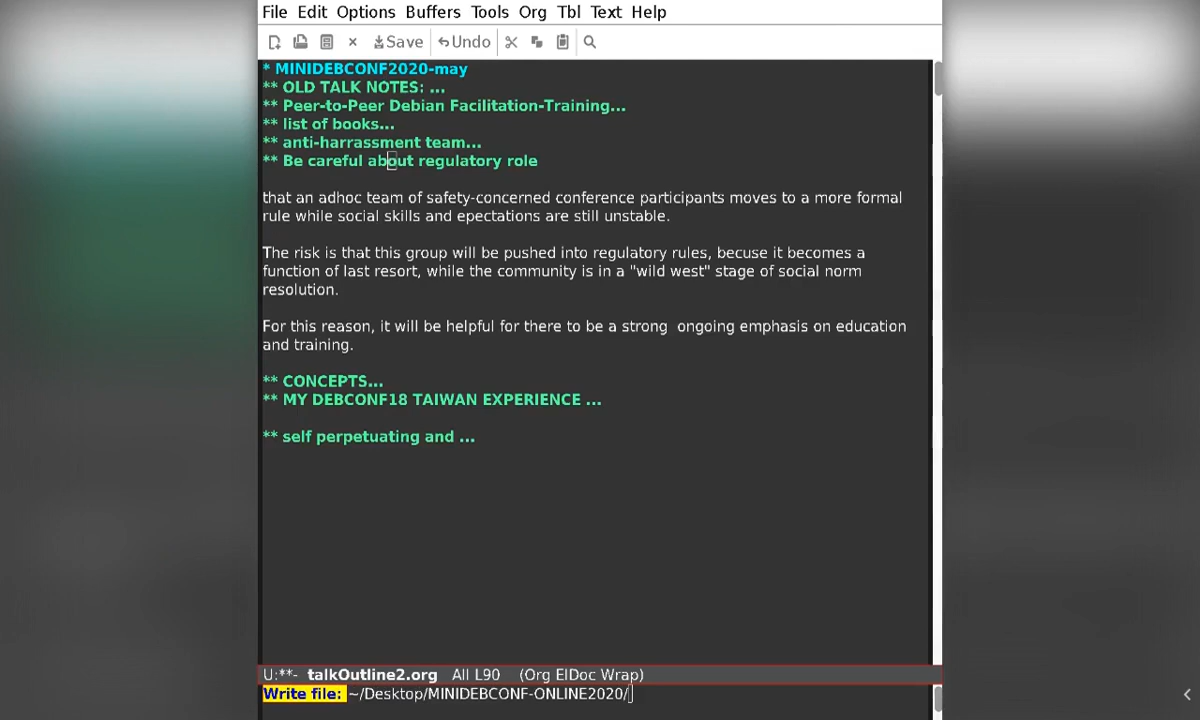 File Edit Options Buffers Tools Org Tbl Text Help
Save Undo
* MINIDEBCONF2020-may
** OLD TALK NOTES: ...
** Peer-to-Peer Debian Facilitation-Training...
** list of books...
** anti-harrassment team...
** Be careful about regulatory role
that an adhoc team of safety-concerned conference participants moves to a more formal
rule while social skills and epectations are still unstable.
The risk is that this group will be pushed into regulatory rules, becuse it becomes a
function of last resort, while the community is in a "wild west" stage of social norm
resolution.
For this reason, it will be helpful for there to be a strong  ongoing emphasis on education
and training.
** CONCEPTS...
** MY DEBCONF18 TAIWAN EXPERIENCE ...
** self perpetuating and ...
U:**-  talkOutline2.org   All L90   (Org ElDoc Wrap)
Write file: ~/Desktop/MINIDEBCONF-ONLINE2020/